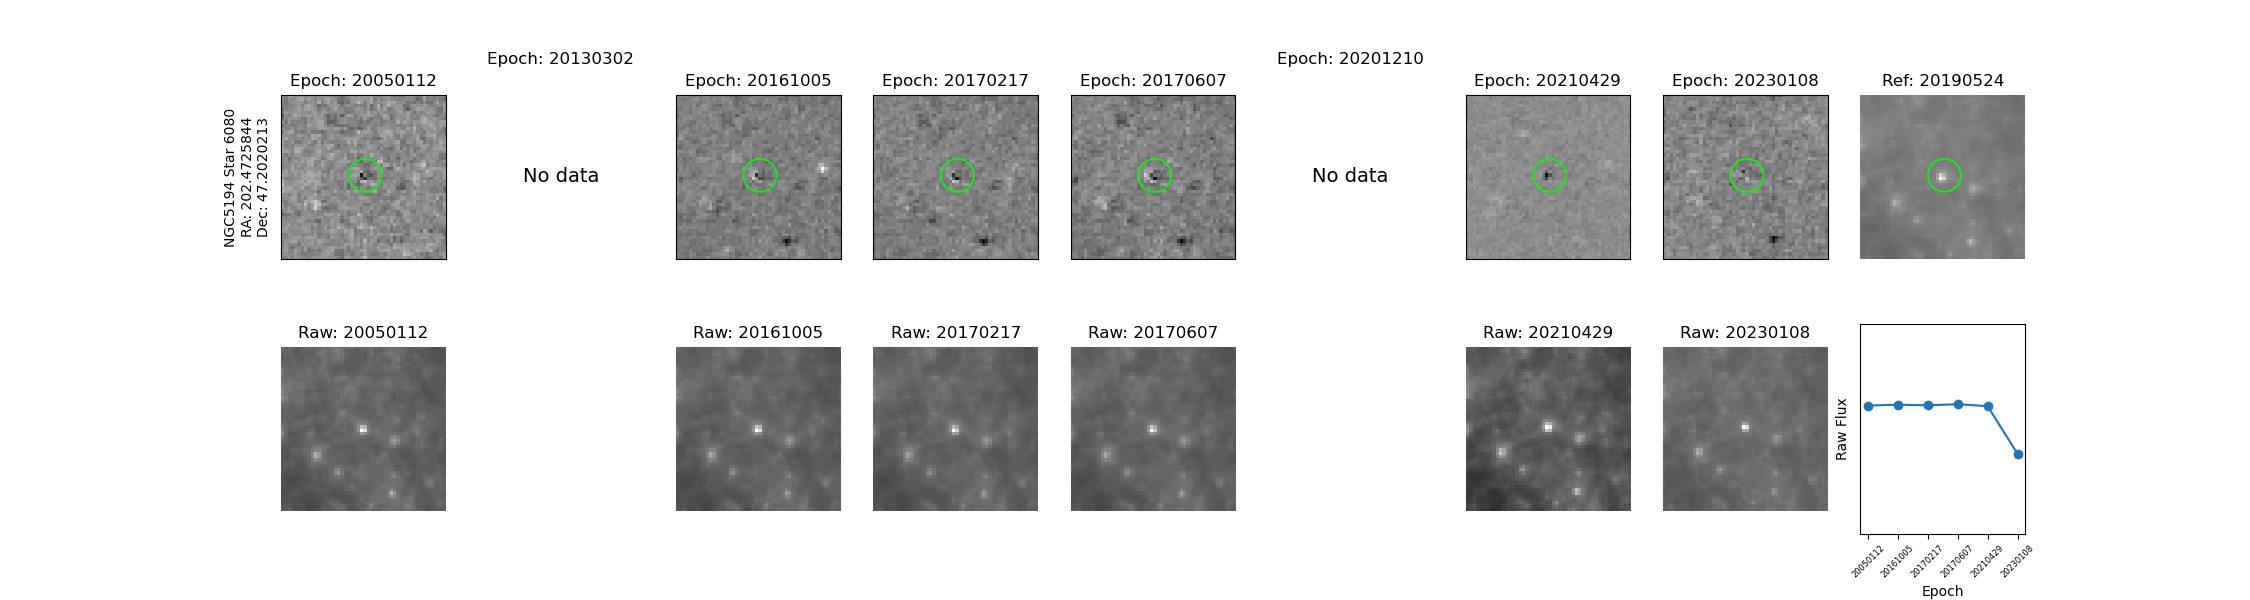 Epoch: 20130302
Epoch: 20201210
Epoch: 20050112
Epoch: 20161005
Epoch: 20170217
Epoch: 20170607
Epoch: 20210429
Epoch: 20230108
Ref: 20190524
NGC5194 Star 6080
RA: 202.4725844
Dec: 47.2020213
No data
No data
Raw: 20050112
Raw: 20161005
Raw: 20170217
Raw: 20170607
Raw: 20210429
Raw: 20230108
Raw Flux
20050112
20161005
20170217
20170607
20210429
20230108
Epoch